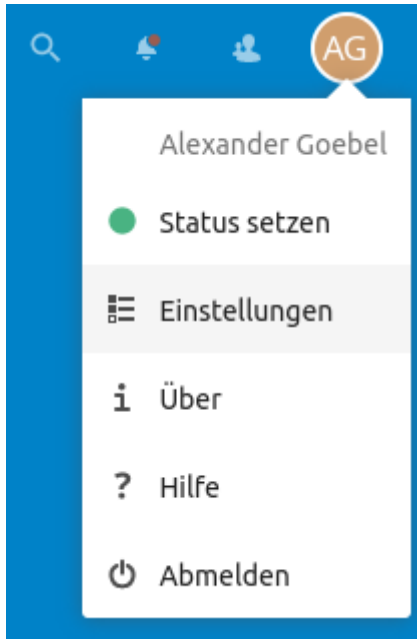 AG
Alexander Goebel
Status setzen
Einstellungen
Über
Hilfe
Abmelden